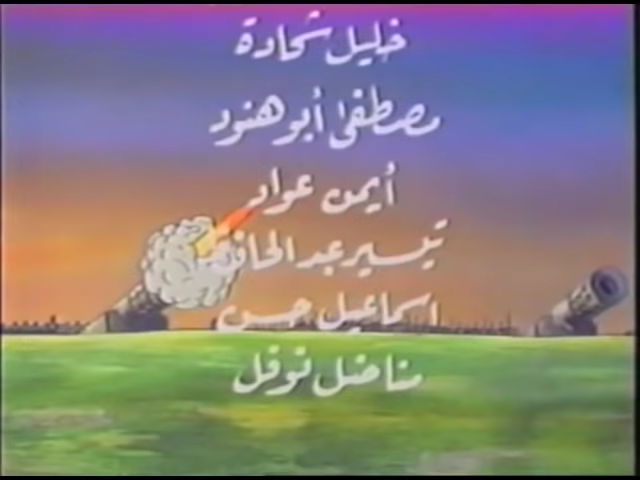 خليل شحادة
مصطفى أبو هنود
أيمن عواد
تيسير عبد الحافظ
اسماعيل حسن
مناضل نوفل